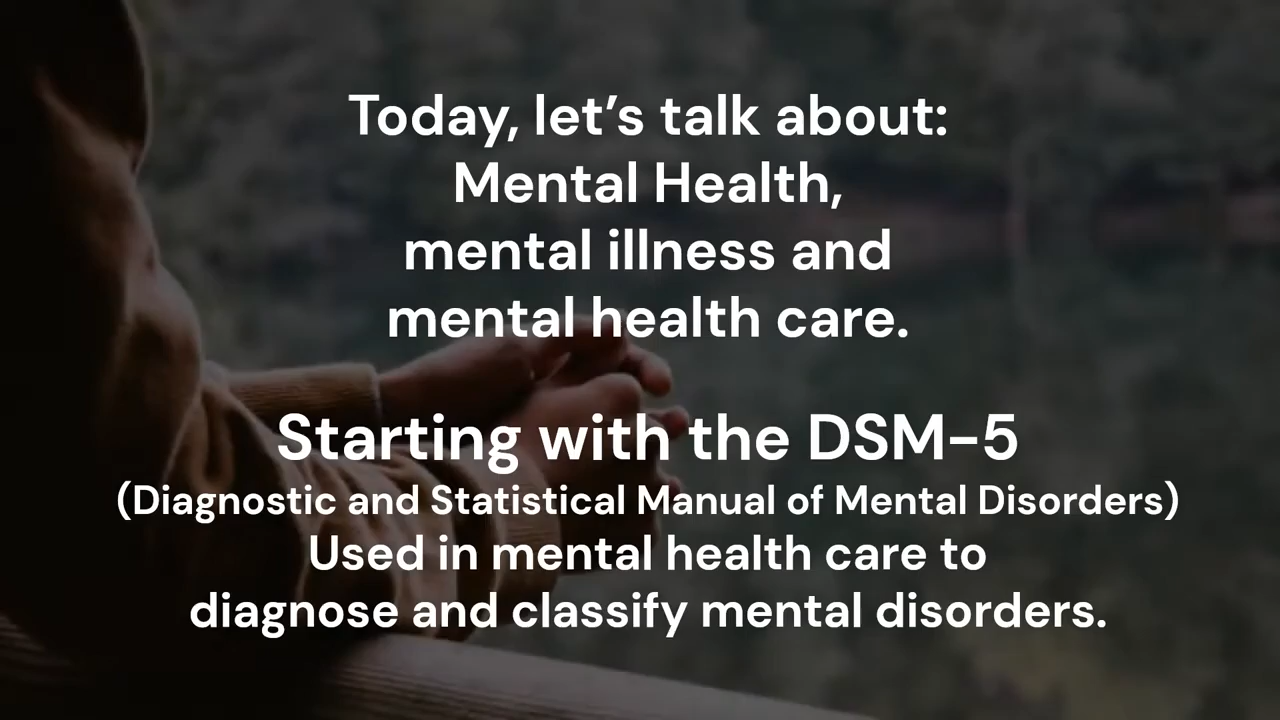 Today, let’s talk about:
Mental Health,
mental illness and
mental health care.
Starting with the DSM-5
(Diagnostic and Statistical Manual of Mental Disorders)
Used in mental health care to
diagnose and classify mental disorders.